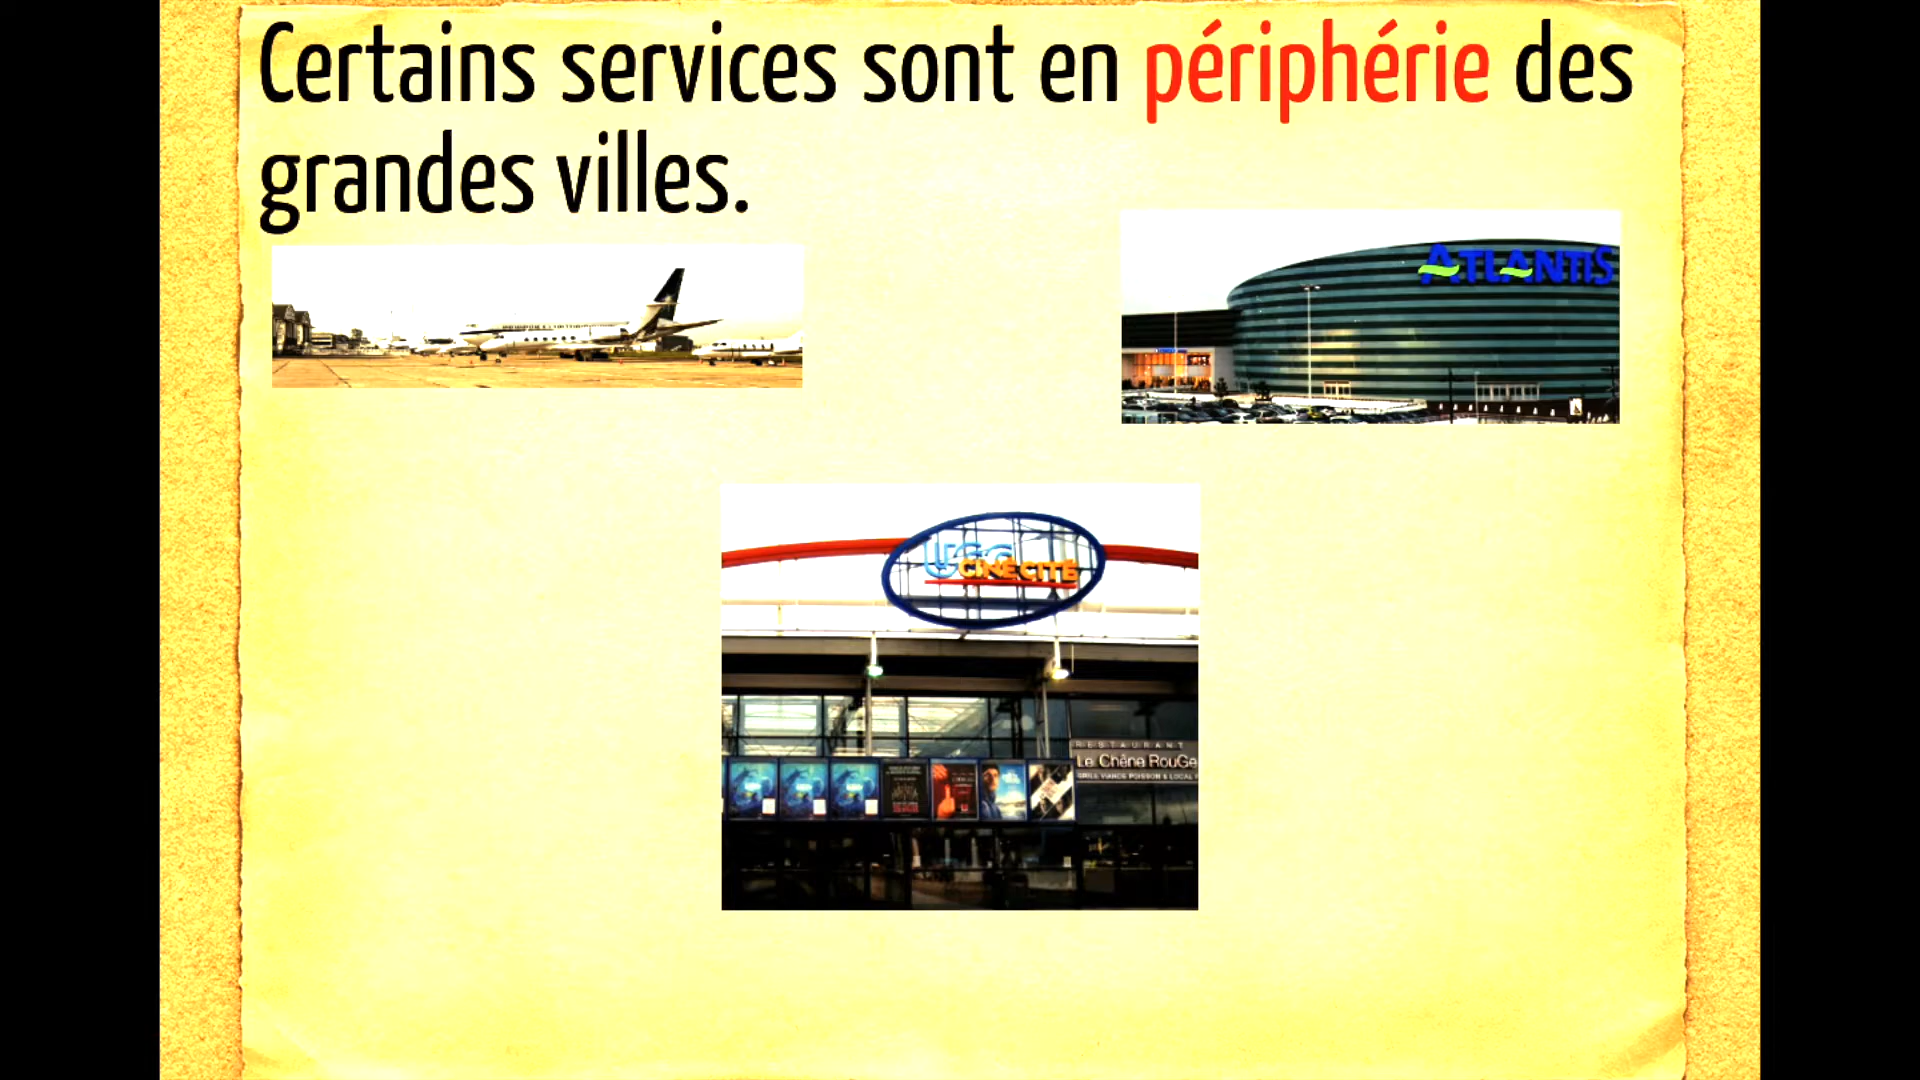 Certains services sont en périphérie des
grandes villes.
ATLANTIS
UGC
CINÉ CITÉ
RESTAURANT
Le Chêne RouGe